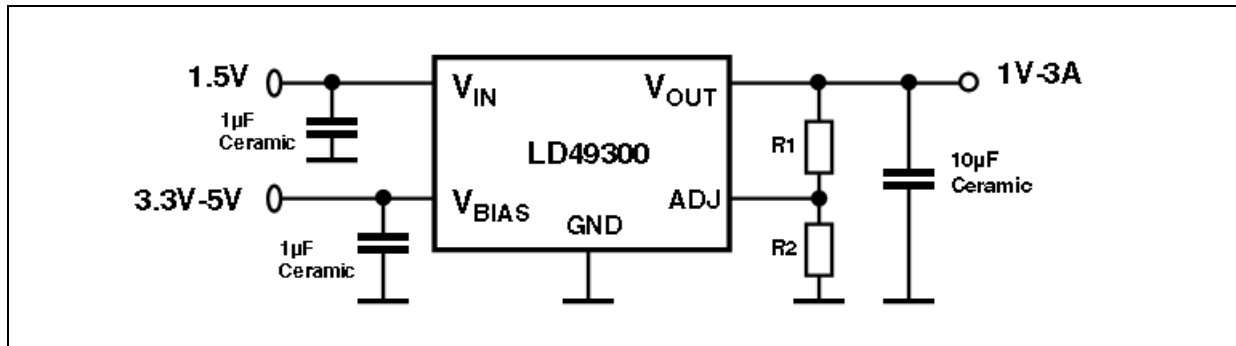 1.5V
1µF
Ceramic
3.3V-5V
1µF
Ceramic
VIN
VOUT
LD49300
VBIAS
ADJ
GND
R1
R2
10µF
Ceramic
1V-3A